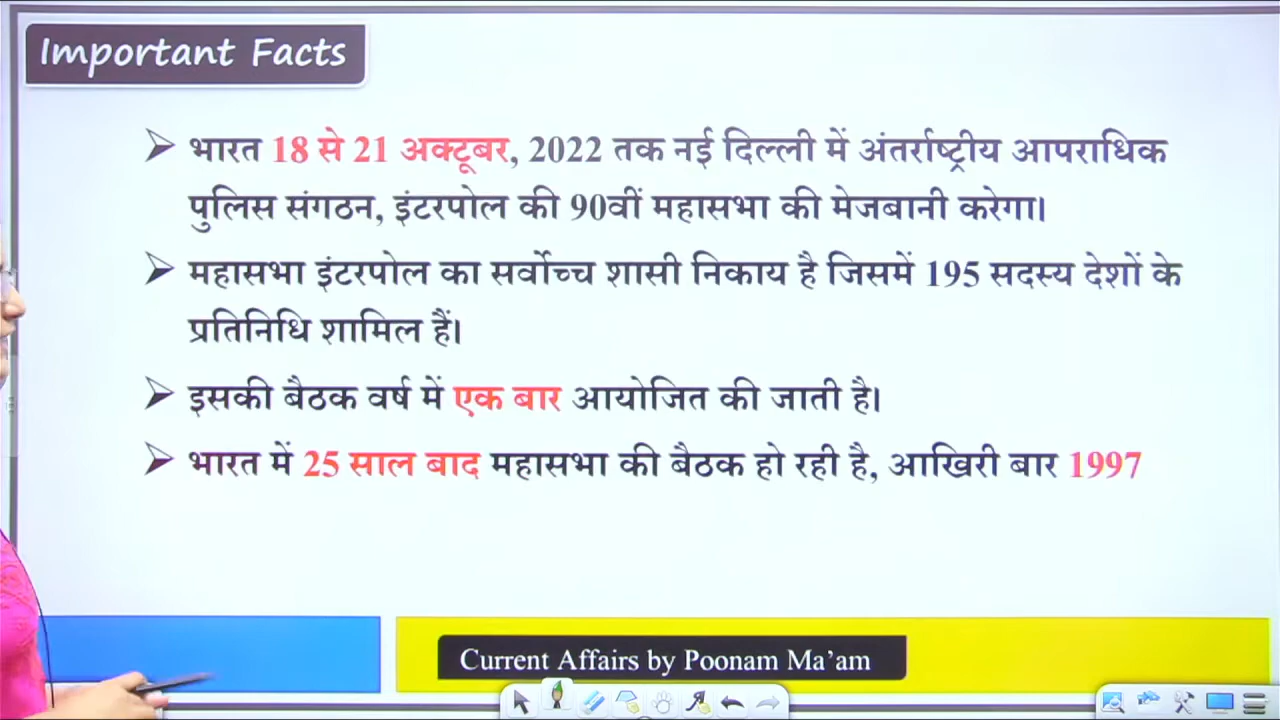 Important Facts
भारत 18 से 21 अक्टूबर, 2022 तक नई दिल्ली में अंतर्राष्ट्रीय आपराधिक
पुलिस संगठन, इंटरपोल की 90वीं महासभा की मेजबानी करेगा।
महासभा इंटरपोल का सर्वोच्च शासी निकाय है जिसमें 195 सदस्य देशों के
प्रतिनिधि शामिल हैं।
इसकी बैठक वर्ष में एक बार आयोजित की जाती है।
भारत में 25 साल बाद महासभा की बैठक हो रही है, आखिरी बार 1997
Current Affairs by Poonam Ma’am